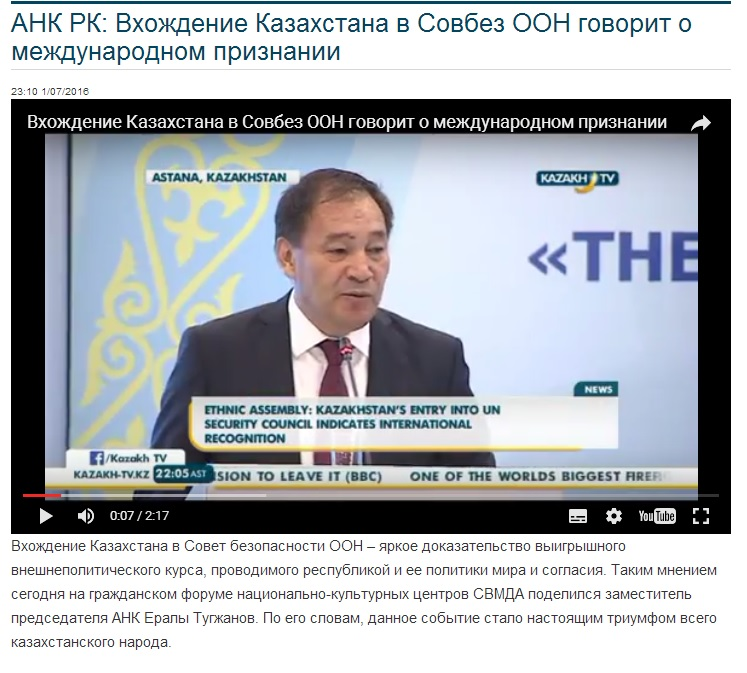 АНК РК: Вхождение Казахстана в Совбез ООН говорит о
международном признании
23:10 1/07/2016
Вхождение Казахстана в Совбез ООН говорит о международном признании
ASTANA, KAZAKHSTAN
KAZAKH TV
«THE
NEWS
ETHNIC ASSEMBLY: KAZAKHSTAN'S ENTRY INTO UN
SECURITY COUNCIL INDICATES INTERNATIONAL
RECOGNITION
f/Kazakh TV
KAZAKH-TV.KZ 22:05 AST
ISION TO LEAVE IT (BBC) ONE OF THE WORLDS BIGGEST FIREF
0:07 / 2:17
YouTube
Вхождение Казахстана в Совет безопасности ООН – яркое доказательство выигрышного
внешнеполитического курса, проводимого республикой и ее политики мира и согласия. Таким мнением
сегодня на гражданском форуме национально-культурных центров СВМДА поделился заместитель
председателя АНК Ералы Тугжанов. По его словам, данное событие стало настоящим триумфом всего
казахстанского народа.